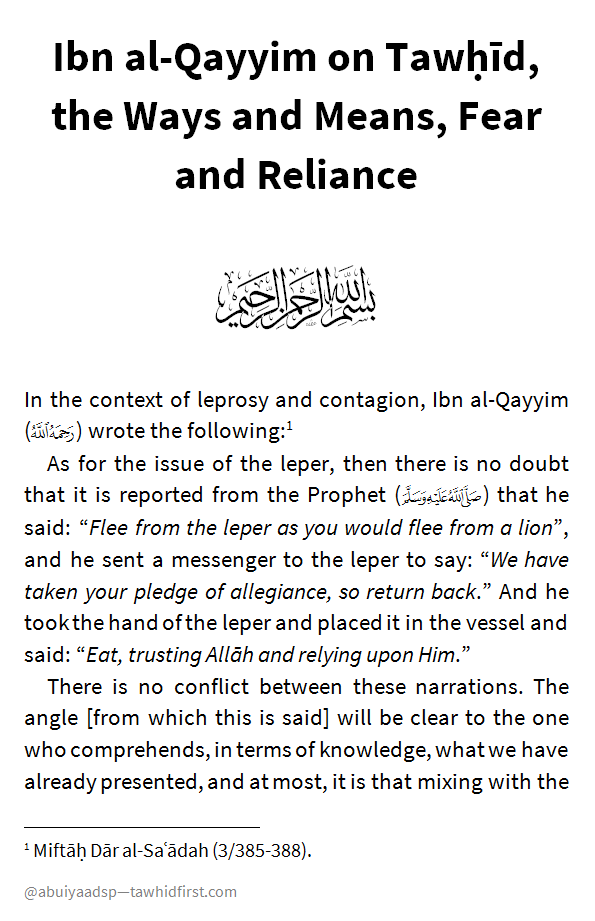 Ibn al-Qayyim on Tawḥīd,
the Ways and Means, Fear
and Reliance
بسم الله الرحمن الرحيم
In the context of leprosy and contagion, Ibn al-Qayyim
(رحمه الله) wrote the following:¹
As for the issue of the leper, then there is no doubt
that it is reported from the Prophet (صلى الله عليه وسلم) that he
said: “Flee from the leper as you would flee from a lion”,
and he sent a messenger to the leper to say: “We have
taken your pledge of allegiance, so return back.” And he
took the hand of the leper and placed it in the vessel and
said: “Eat, trusting Allāh and relying upon Him.”
There is no conflict between these narrations. The
angle [from which this is said] will be clear to the one
who comprehends, in terms of knowledge, what we have
already presented, and at most, it is that mixing with the
¹ Miftāḥ Dār al-Saʿādah (3/385-388).
@abuiyaadsp—tawhidfirst.com